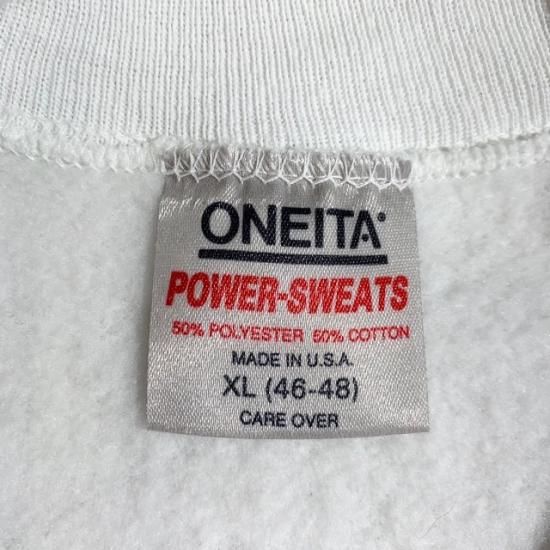 ONEITA®
POWER-SWEATS
50% POLYESTER 50% COTTON
MADE IN U.S.A.
XL (46-48)
CARE OVER